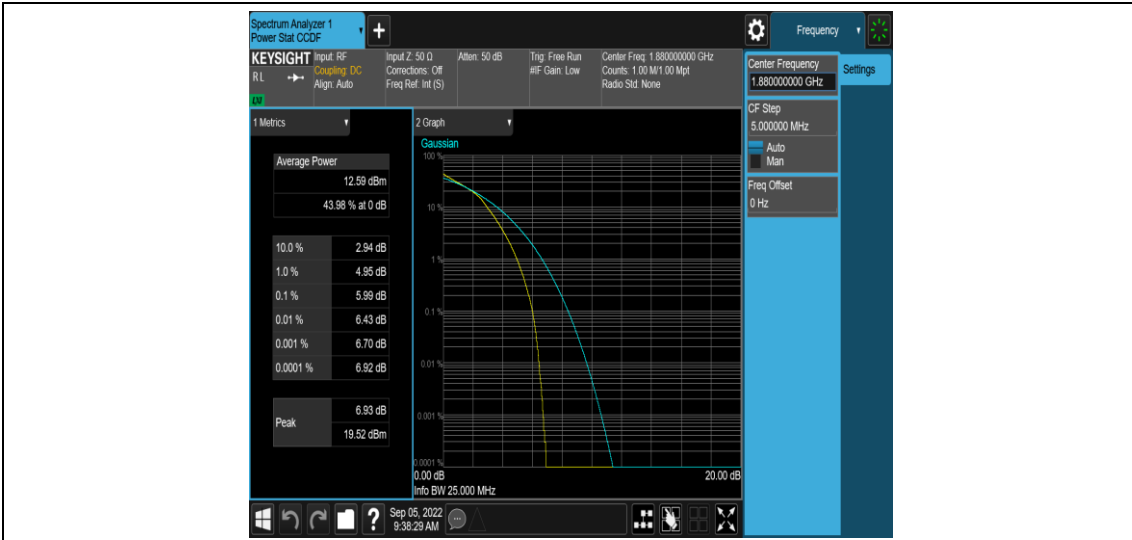 Spectrum Analyzer 1
Power Stat CCDF
+
Frequency
KEYSIGHT
RL
LXI
Input: RF
Coupling: DC
Align: Auto
Input Z: 50 Ω
Corrections: Off
Freq Ref: Int (S)
Atten: 50 dB
Trig: Free Run
#IF Gain: Low
Center Freq: 1.880000000 GHz
Counts: 1.00 M/1.00 Mpt
Radio Std: None
Center Frequency
1.880000000 GHz
Settings
CF Step
5.000000 MHz
Auto
Man
Freq Offset
0 Hz
1 Metrics
Average Power
12.59 dBm
43.98 % at 0 dB
10.0 % 2.94 dB
1.0 % 4.95 dB
0.1 % 5.99 dB
0.01 % 6.43 dB
0.001 % 6.70 dB
0.0001 % 6.92 dB
Peak 6.93 dB
19.52 dBm
2 Graph
Gaussian
100 %
10 %
1 %
0.1 %
0.01 %
0.001 %
0.0001 %
0.00 dB 20.00 dB
Info BW 25.000 MHz
?
Sep 05, 2022
9:38:29 AM